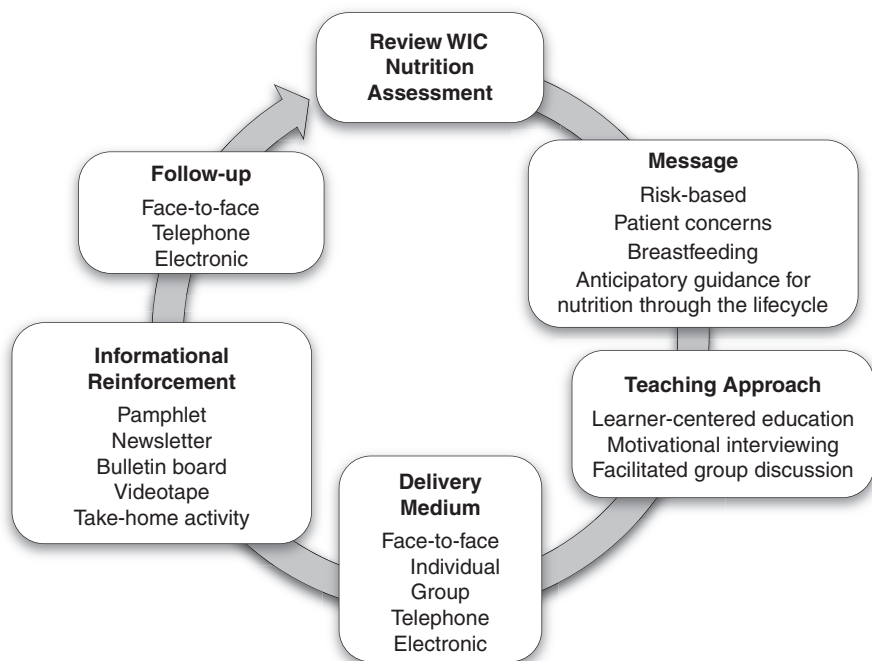 Review WIC
Nutrition
Assessment
Message
Risk-based
Patient concerns
Breastfeeding
Anticipatory guidance for
nutrition through the lifecycle
Teaching Approach
Learner-centered education
Motivational interviewing
Facilitated group discussion
Delivery
Medium
Face-to-face
Individual
Group
Telephone
Electronic
Informational
Reinforcement
Pamphlet
Newsletter
Bulletin board
Videotape
Take-home activity
Follow-up
Face-to-face
Telephone
Electronic